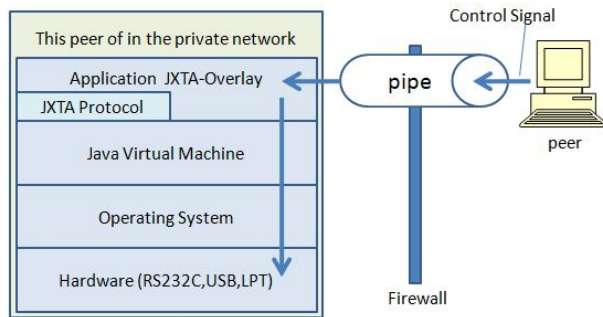 Control Signal
This peer of in the private network
Application JXTA-Overlay
pipe
JXTA Protocol
peer
Java Virtual Machine
Operating System
Hardware (RS232C,USB,LPT)
Firewall